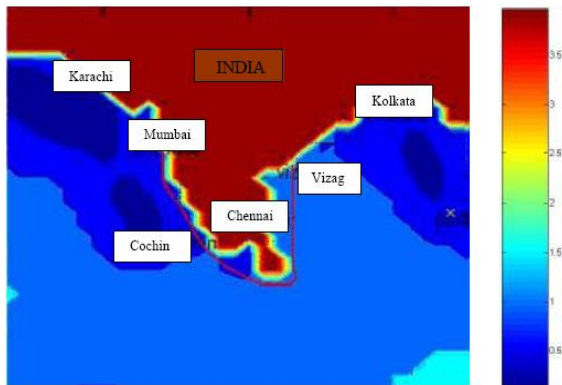 INDIA
Karachi
Kolkata
Mumbai
Vizag
Chennai
Cochin
3.5
3
2.5
2
1.5
1
0.5